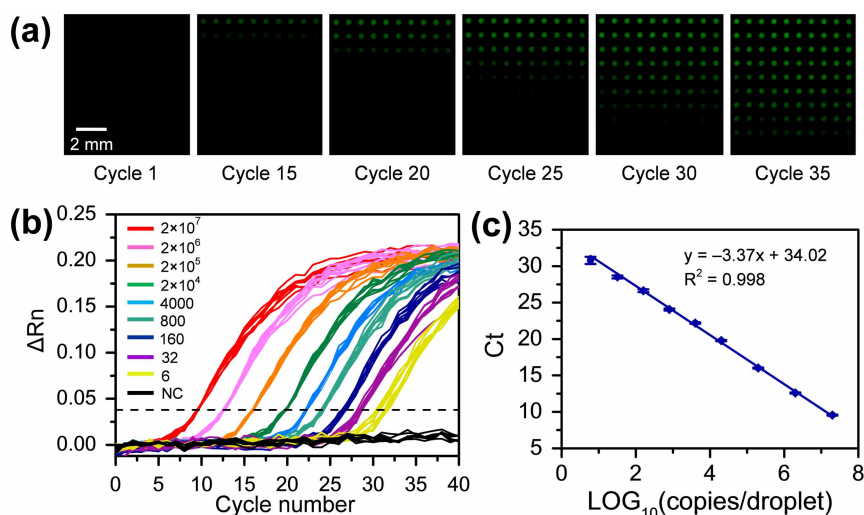 (a)
2 mm
Cycle 1
Cycle 15
Cycle 20
Cycle 25
Cycle 30
Cycle 35
(b)
0.25
0.20
0.15
0.10
0.05
0.00
ΔRn
2×10⁷
2×10⁶
2×10⁵
2×10⁴
4000
800
160
32
6
NC
0 5 10 15 20 25 30 35 40
Cycle number
(c)
35
30
25
20
15
10
5
Ct
y = –3.37x + 34.02
R² = 0.998
0 2 4 6 8
LOG₁₀(copies/droplet)